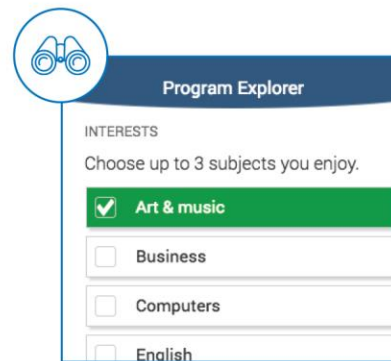 Program Explorer
INTERESTS
Choose up to 3 subjects you enjoy.
Art & music
Business
Computers
English